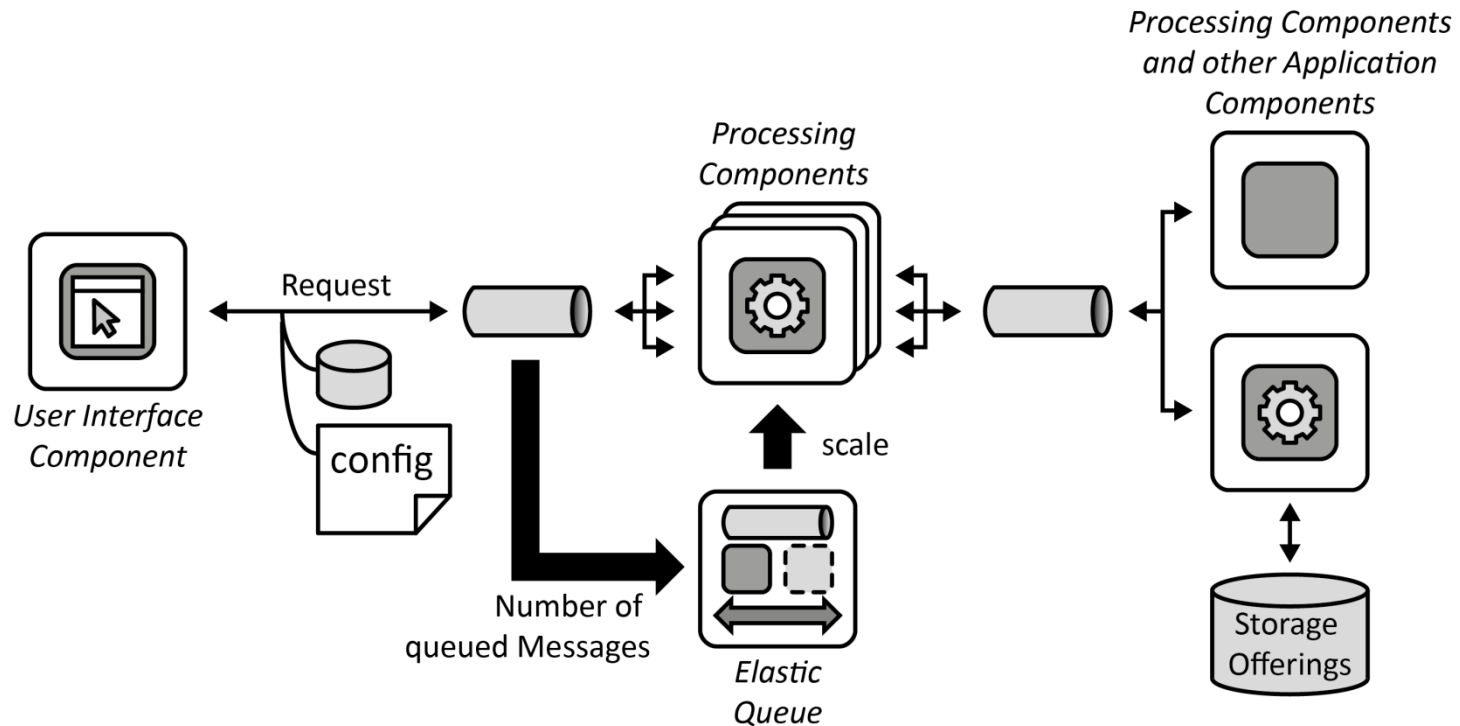 Processing Components
and other Application
Components
Processing
Components
Request
User Interface
Component
config
scale
Number of
queued Messages
Elastic
Queue
Storage
Offerings